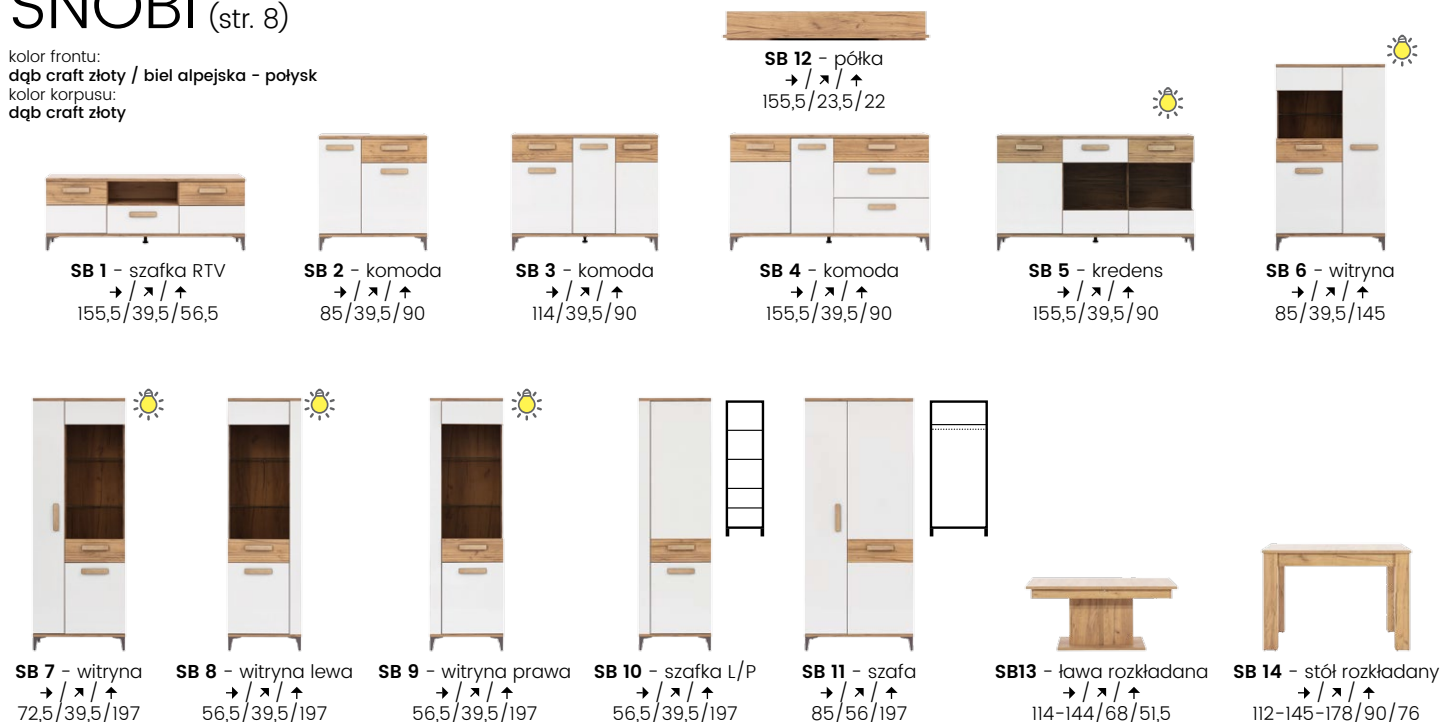 SNOBI (str. 8)
kolor frontu:
dąb craft złoty / biel alpejska - połysk
kolor korpusu:
dąb craft złoty
SB 12 - półka
→ / ↗ / ↑
155,5/23,5/22
SB 1 - szafka RTV
→ / ↗ / ↑
155,5/39,5/56,5
SB 2 - komoda
→ / ↗ / ↑
85/39,5/90
SB 3 - komoda
→ / ↗ / ↑
114/39,5/90
SB 4 - komoda
→ / ↗ / ↑
155,5/39,5/90
SB 5 - kredens
→ / ↗ / ↑
155,5/39,5/90
SB 6 - witryna
→ / ↗ / ↑
85/39,5/145
SB 7 - witryna
→ / ↗ / ↑
72,5/39,5/197
SB 8 - witryna lewa
→ / ↗ / ↑
56,5/39,5/197
SB 9 - witryna prawa
→ / ↗ / ↑
56,5/39,5/197
SB 10 - szafka L/P
→ / ↗ / ↑
56,5/39,5/197
SB 11 - szafa
→ / ↗ / ↑
85/56/197
SB13 - ława rozkładana
→ / ↗ / ↑
114-144/68/51,5
SB 14 - stół rozkładany
→ / ↗ / ↑
112-145-178/90/76